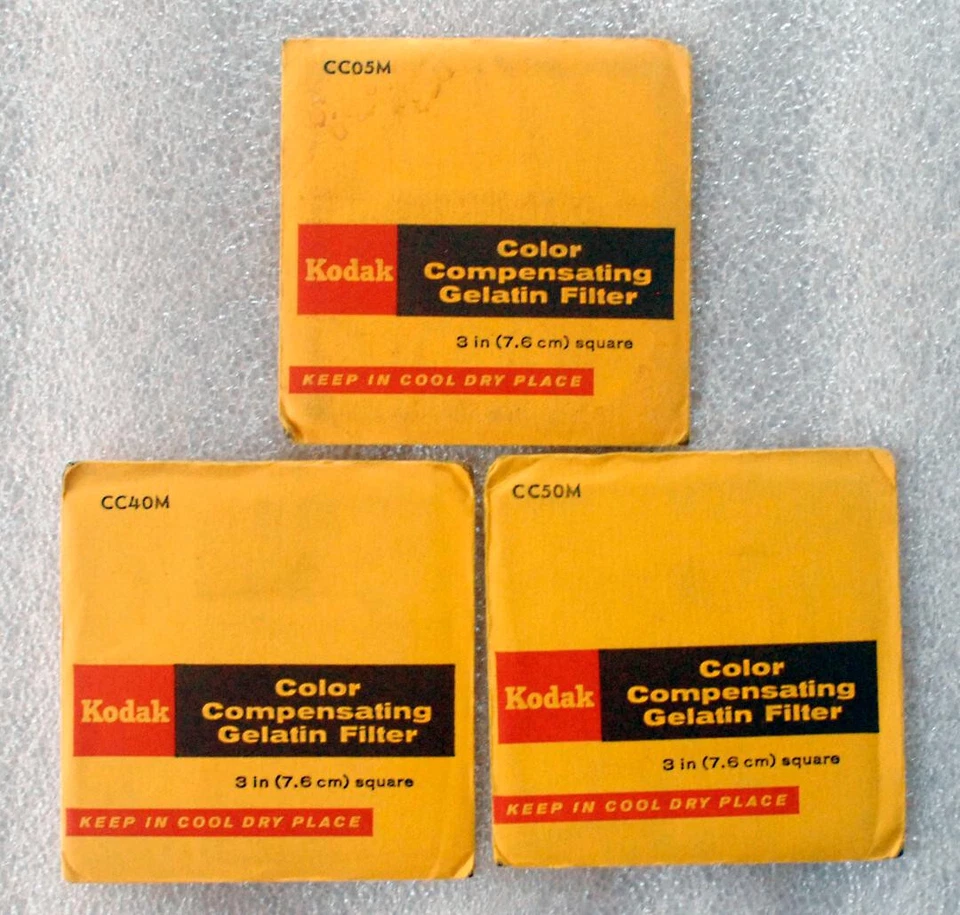 CC05M
Kodak
Color
Compensating
Gelatin Filter
3 in (7.6 cm) square
KEEP IN COOL DRY PLACE
CC40M
Kodak
Color
Compensating
Gelatin Filter
3 in (7.6 cm) square
KEEP IN COOL DRY PLACE
CC50M
Kodak
Color
Compensating
Gelatin Filter
3 in (7.6 cm) square
KEEP IN COOL DRY PLACE